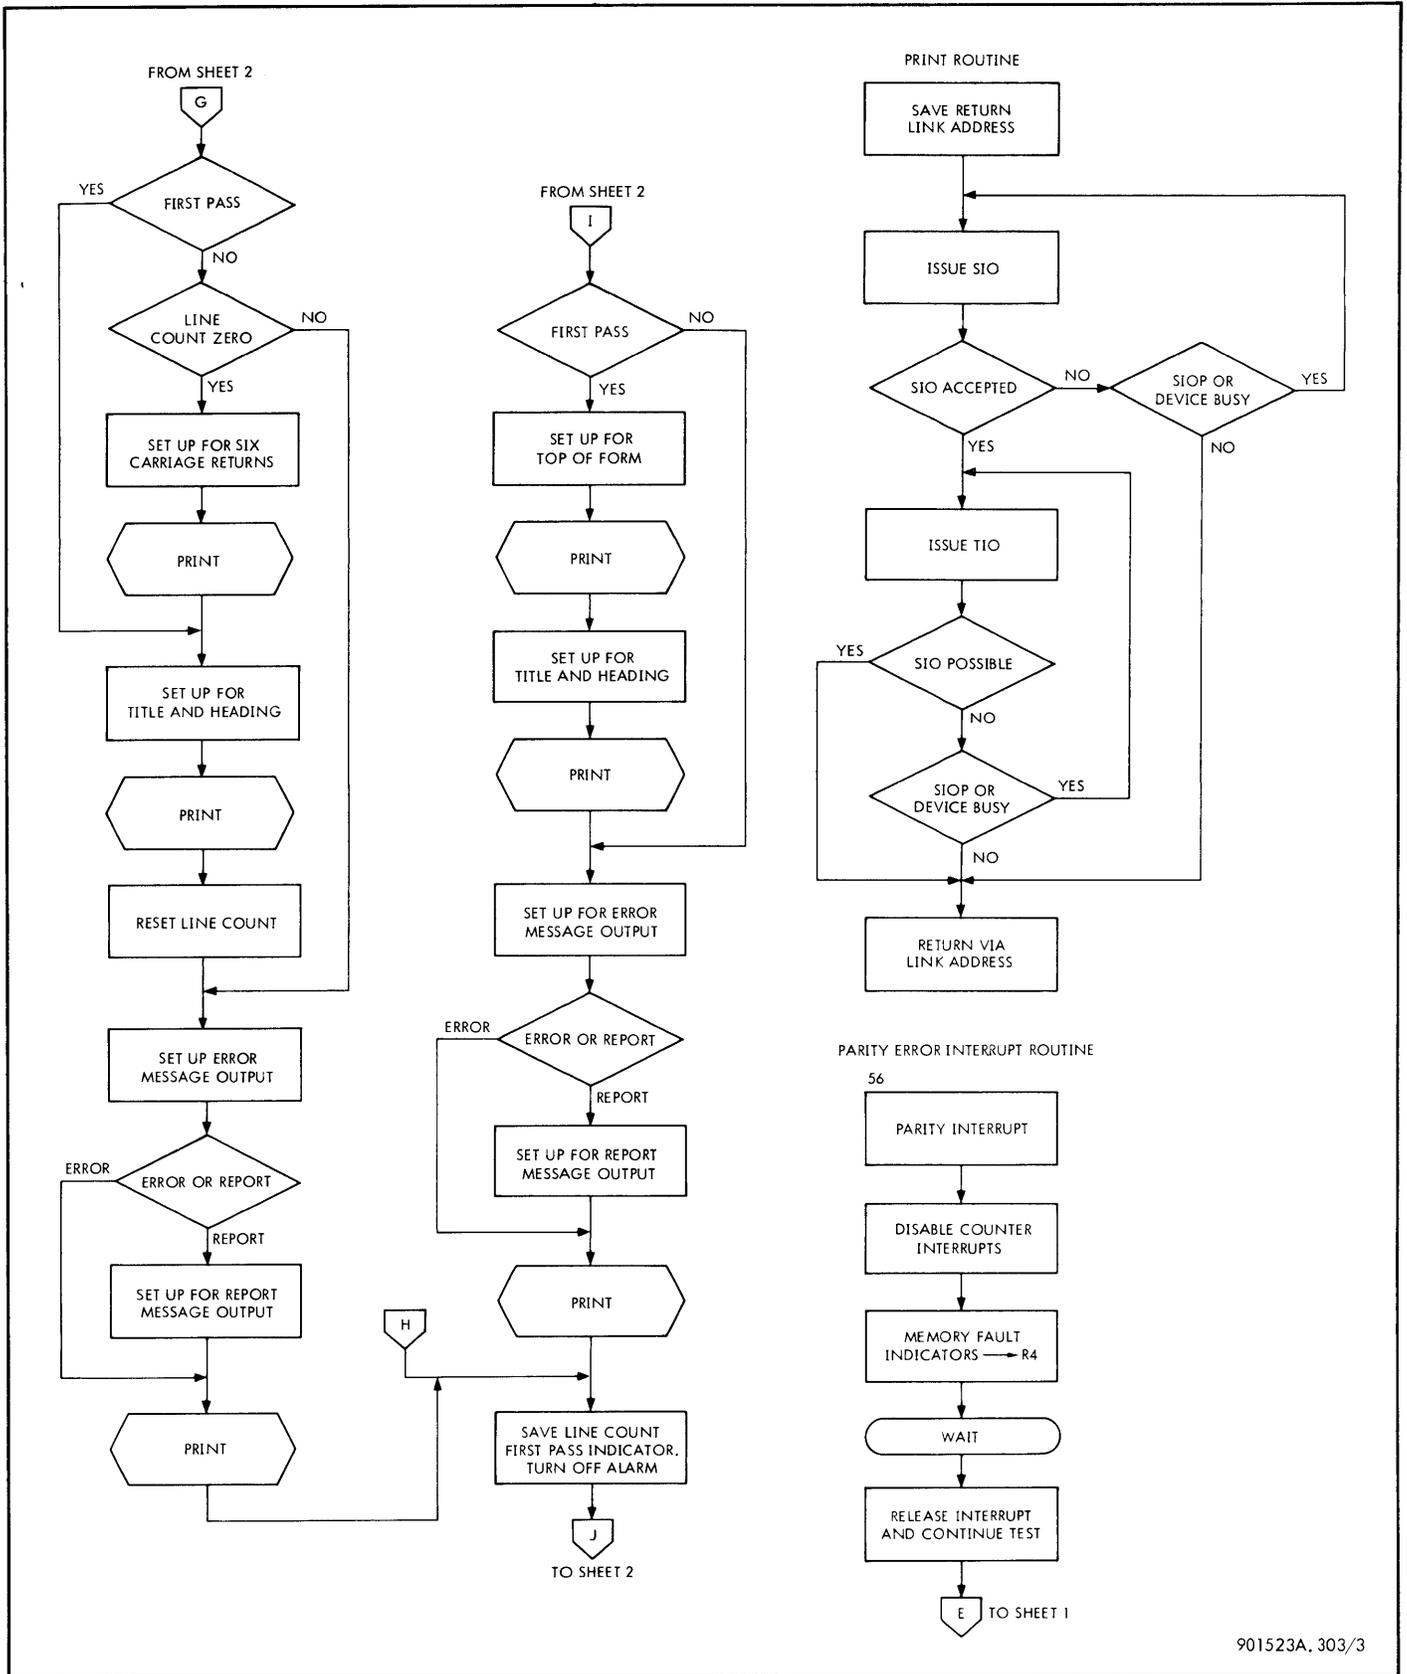 FROM SHEET 2
G
FIRST PASS
YES
NO
LINE
COUNT ZERO
NO
YES
SET UP FOR SIX
CARRIAGE RETURNS
PRINT
SET UP FOR
TITLE AND HEADING
PRINT
RESET LINE COUNT
SET UP ERROR
MESSAGE OUTPUT
ERROR
ERROR OR REPORT
REPORT
SET UP FOR REPORT
MESSAGE OUTPUT
PRINT
FROM SHEET 2
I
FIRST PASS
NO
YES
SET UP FOR
TOP OF FORM
PRINT
SET UP FOR
TITLE AND HEADING
PRINT
SET UP FOR ERROR
MESSAGE OUTPUT
ERROR
ERROR OR REPORT
REPORT
SET UP FOR REPORT
MESSAGE OUTPUT
PRINT
H
SAVE LINE COUNT
FIRST PASS INDICATOR.
TURN OFF ALARM
J
TO SHEET 2
PRINT ROUTINE
SAVE RETURN
LINK ADDRESS
ISSUE SIO
SIO ACCEPTED
NO
SIOP OR
DEVICE BUSY
YES
NO
YES
ISSUE TIO
YES
SIO POSSIBLE
NO
SIOP OR
DEVICE BUSY
YES
NO
RETURN VIA
LINK ADDRESS
PARITY ERROR INTERRUPT ROUTINE
56
PARITY INTERRUPT
DISABLE COUNTER
INTERRUPTS
MEMORY FAULT
INDICATORS → R4
WAIT
RELEASE INTERRUPT
AND CONTINUE TEST
E TO SHEET 1
901523A. 303/3